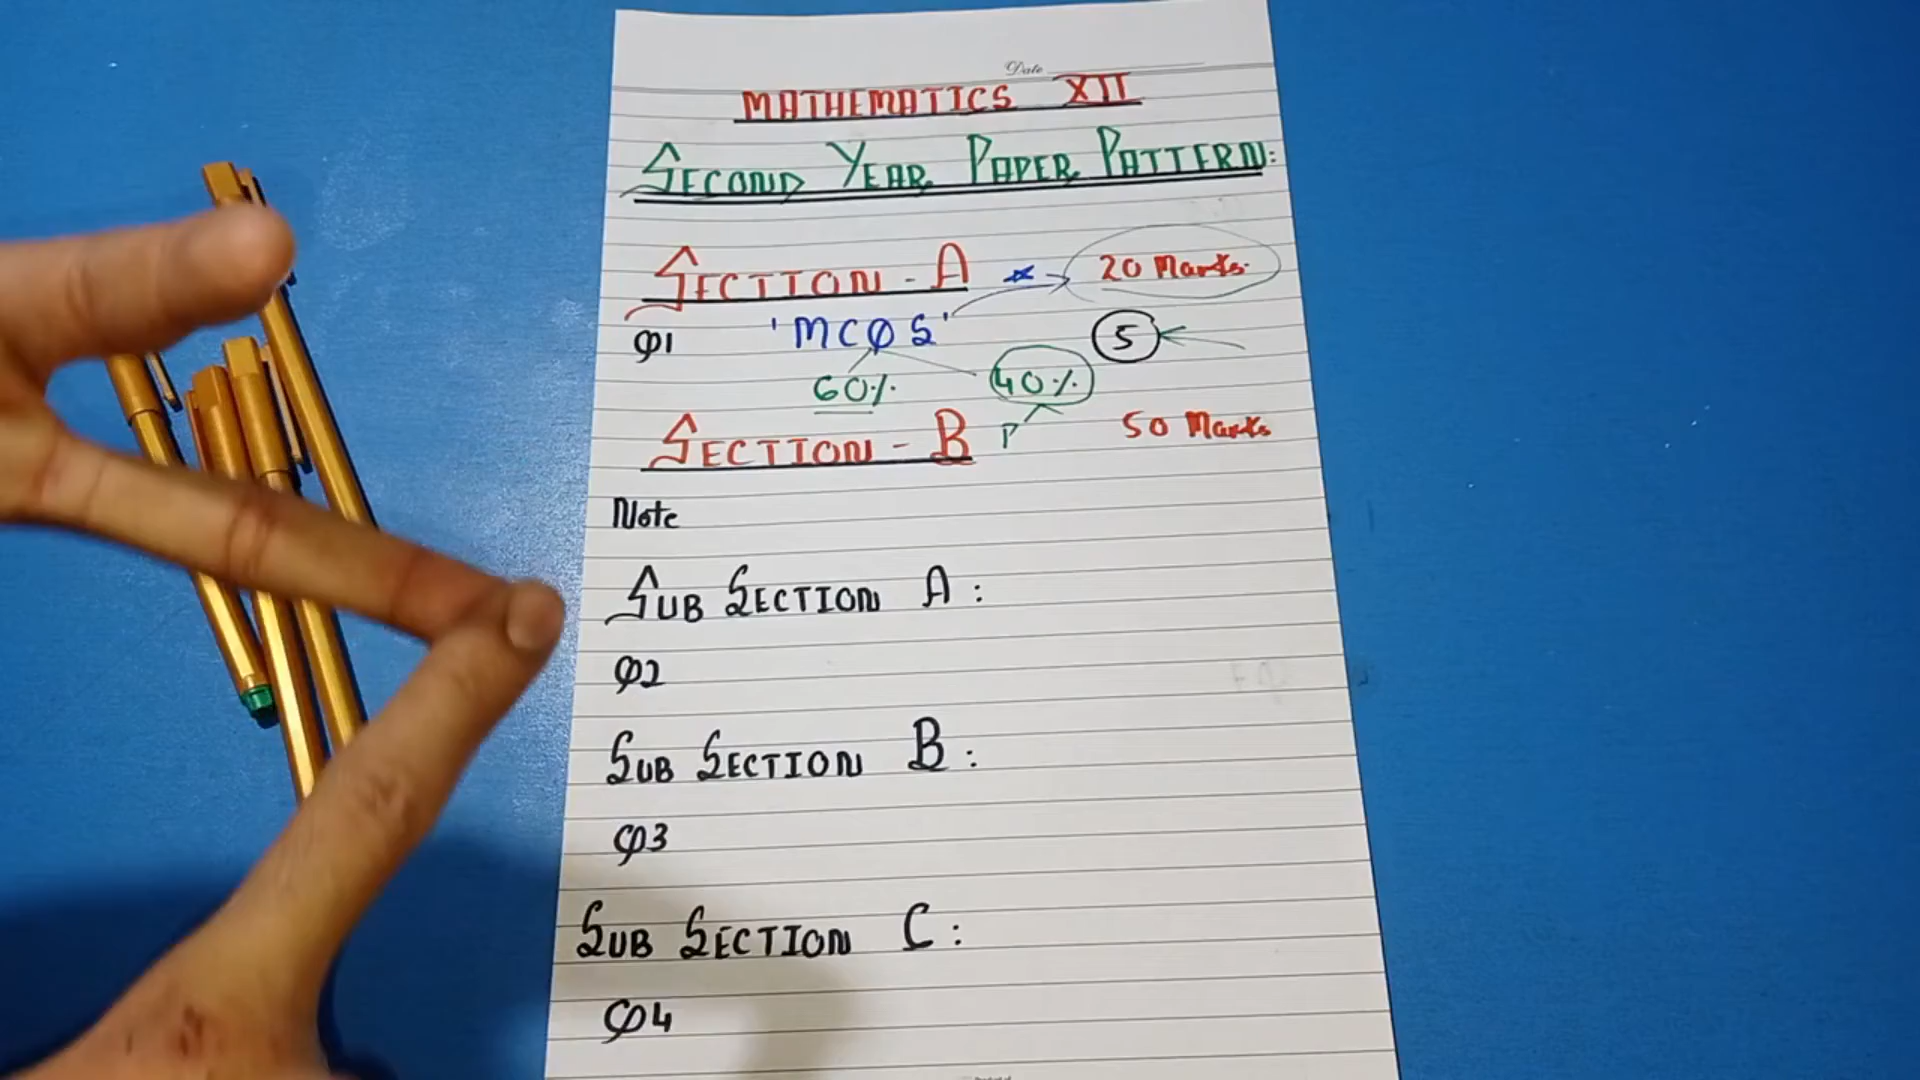 Date
MATHEMATICS XII
SECOND YEAR PAPER PATTERN:
SECTION - A * 20 Marks
Q1 'MCQS' 5
60% 40%
SECTION - B P 50 Marks
Note
SUB SECTION A:
Q2
SUB SECTION B:
Q3
SUB SECTION C:
Q4